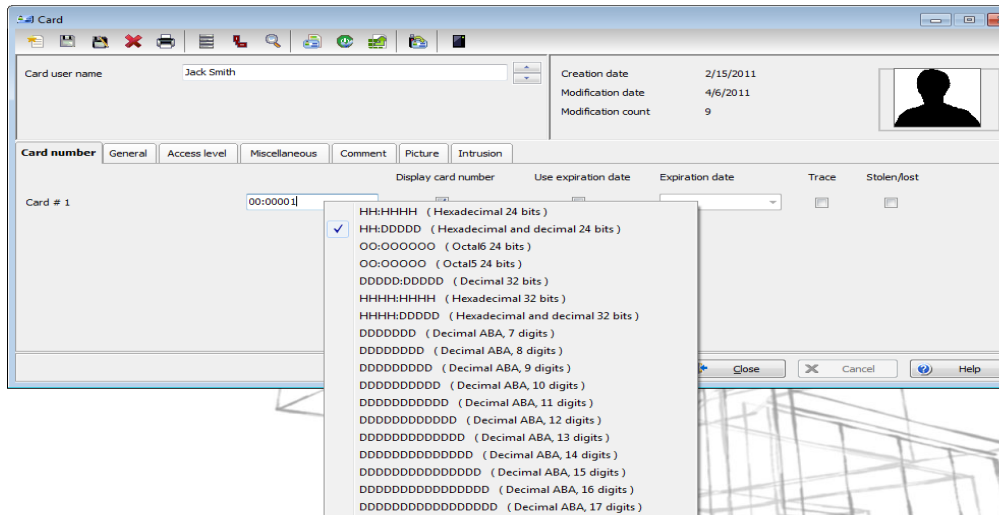 Card
Card user name
Jack Smith
Creation date 2/15/2011
Modification date 4/6/2011
Modification count 9
Card number General Access level Miscellaneous Comment Picture Intrusion
Display card number Use expiration date Expiration date Trace Stolen/lost
Card # 1 00:00001
HH:HHHH ( Hexadecimal 24 bits )
HH:DDDDD ( Hexadecimal and decimal 24 bits )
OO:OOOOOO ( Octal6 24 bits )
OO:OOOOO ( Octal5 24 bits )
DDDDD:DDDDD ( Decimal 32 bits )
HHHH:HHHH ( Hexadecimal 32 bits )
HHHH:DDDDD ( Hexadecimal and decimal 32 bits )
DDDDDDD ( Decimal ABA, 7 digits )
DDDDDDDD ( Decimal ABA, 8 digits )
DDDDDDDDD ( Decimal ABA, 9 digits )
DDDDDDDDDD ( Decimal ABA, 10 digits )
DDDDDDDDDDD ( Decimal ABA, 11 digits )
DDDDDDDDDDDD ( Decimal ABA, 12 digits )
DDDDDDDDDDDDD ( Decimal ABA, 13 digits )
DDDDDDDDDDDDDD ( Decimal ABA, 14 digits )
DDDDDDDDDDDDDDD ( Decimal ABA, 15 digits )
DDDDDDDDDDDDDDDD ( Decimal ABA, 16 digits )
DDDDDDDDDDDDDDDDD ( Decimal ABA, 17 digits )
Close Cancel Help